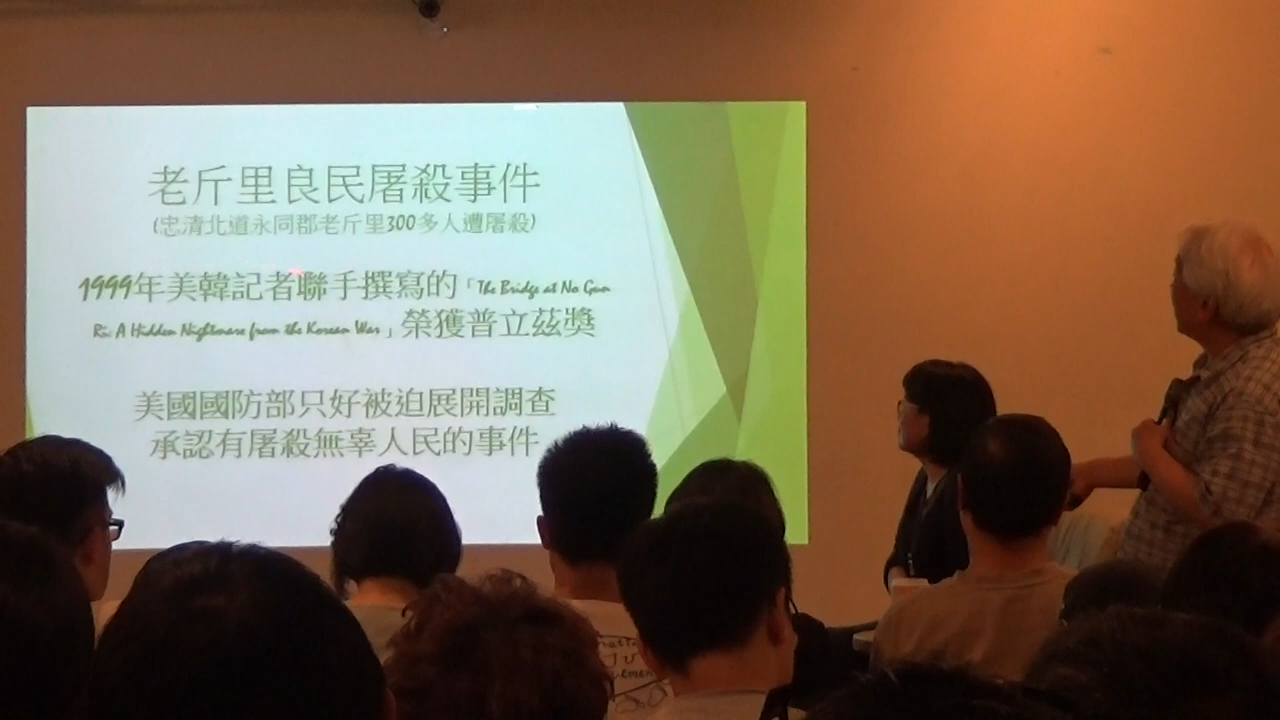 老斤里良民屠殺事件
(忠清北道永同郡老斤里300多人遭屠殺)
1999年美韓記者聯手撰寫的「The Bridge at No Gun
Ri: A Hidden Nightmare from the Korean War」榮獲普立茲獎
美國國防部只好被迫展開調查
承認有屠殺無辜人民的事件